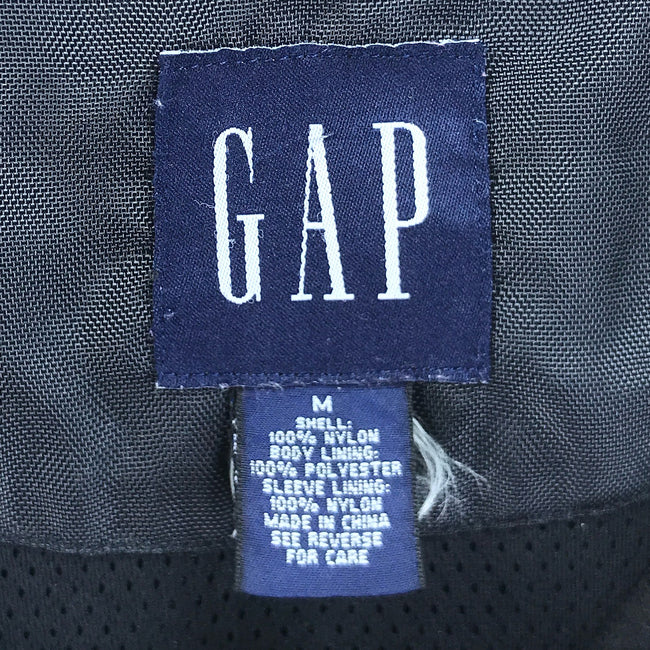 GAP
M
SHELL:
100% NYLON
BODY LINING:
100% POLYESTER
SLEEVE LINING:
100% NYLON
MADE IN CHINA
SEE REVERSE
FOR CARE